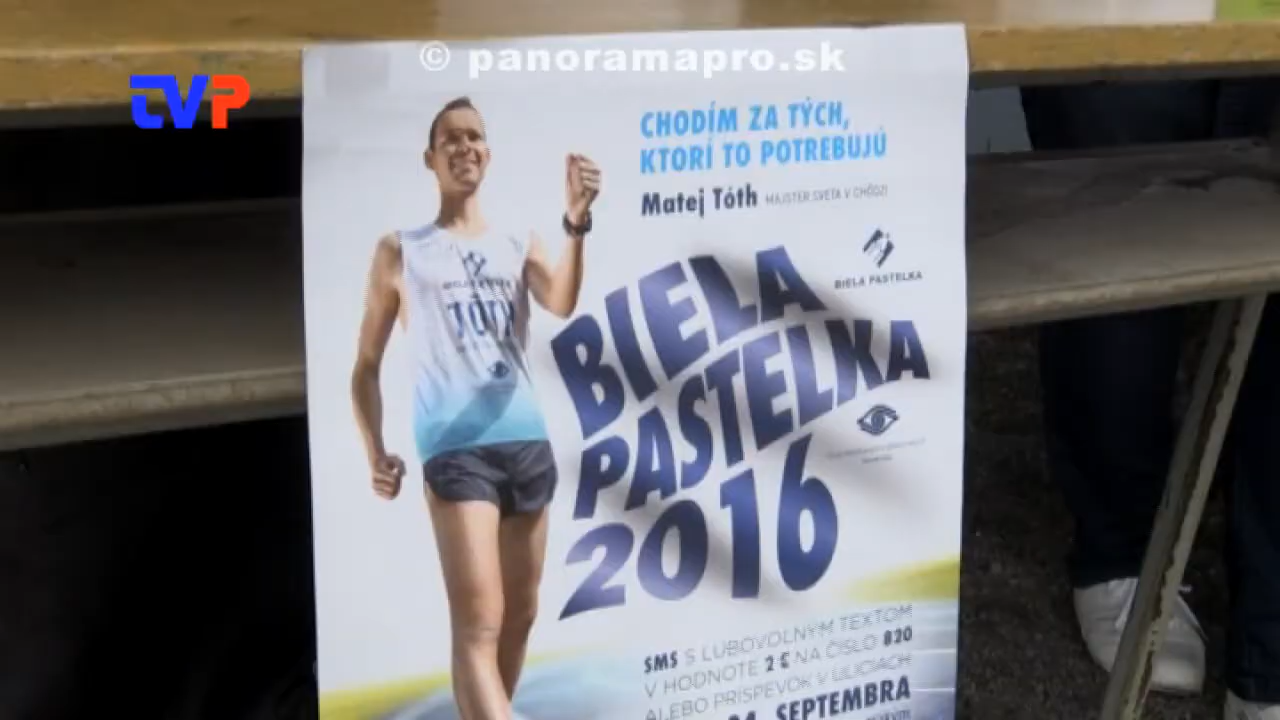 © panoramapro.sk
TVP
CHODÍM ZA TÝCH,
KTORÍ TO POTREBUJÚ
Matej Tóth MAJSTER SVETA V CHÔDZI
BIELA PASTELKA
TÓTH
BIELA
PASTELKA
2016
SMS S ĽUBOVOĽNÝM TEXTOM
V HODNOTE 2 € NA ČÍSLO 820
ALEBO PRÍSPEVOK V ULICIACH
24. SEPTEMBRA